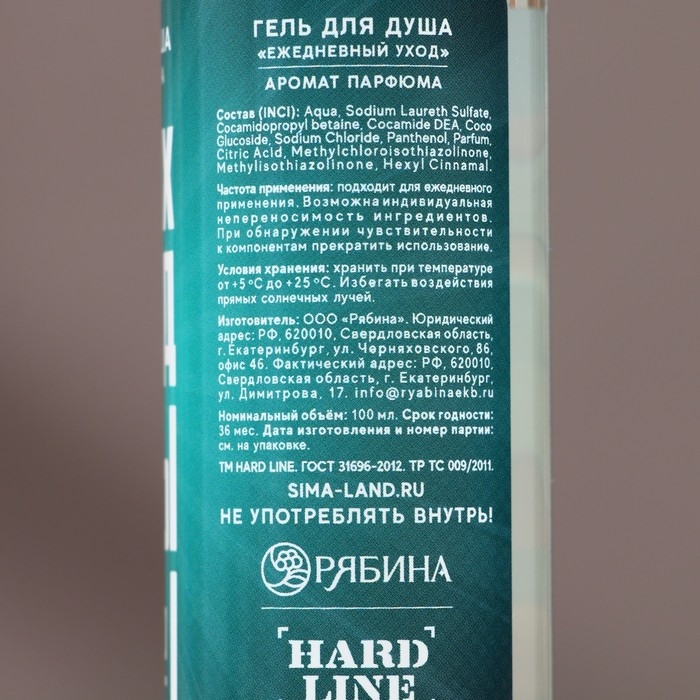 ГЕЛЬ ДЛЯ ДУША
«ЕЖЕДНЕВНЫЙ УХОД»
АРОМАТ ПАРФЮМА
Состав (INCI): Aqua, Sodium Laureth Sulfate,
Cocamidopropyl betaine, Cocamide DEA, Coco
Glucoside, Sodium Chloride, Panthenol, Parfum,
Citric Acid, Methylchloroisothiazolinone,
Methylisothiazolinone, Hexyl Cinnamal.
Частота применения: подходит для ежедневного
применения. Возможна индивидуальная
непереносимость ингредиентов.
При обнаружении чувствительности
к компонентам прекратить использование.
Условия хранения: хранить при температуре
от +5 °С до +25 °С. Избегать воздействия
прямых солнечных лучей.
Изготовитель: ООО «Рябина». Юридический
адрес: РФ, 620010, Свердловская область,
г. Екатеринбург, ул. Черняховского, 86,
офис 46. Фактический адрес: РФ, 620010,
Свердловская область, г. Екатеринбург,
ул. Димитрова, 17. info@ryabinaekb.ru
Номинальный объём: 100 мл. Срок годности:
36 мес. Дата изготовления и номер партии:
см. на упаковке.
TM HARD LINE. ГОСТ 31696-2012. ТР ТС 009/2011.
SIMA-LAND.RU
НЕ УПОТРЕБЛЯТЬ ВНУТРЬ!
РЯБИНА
HARD
LINE